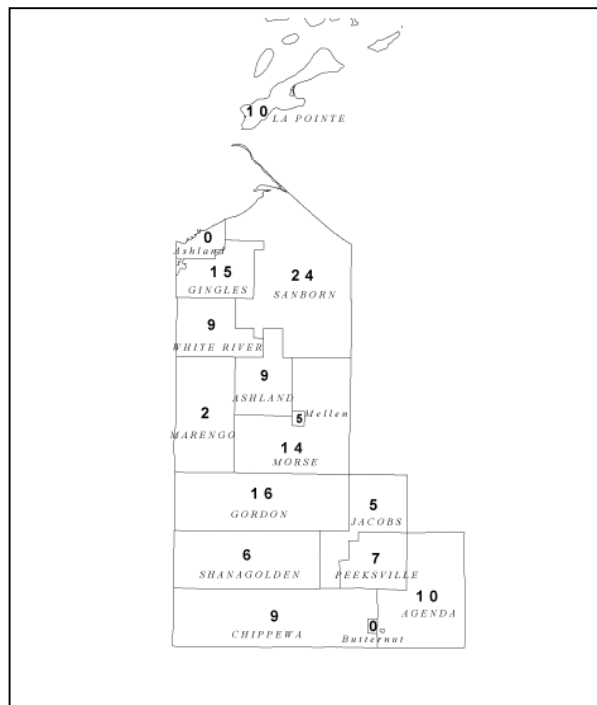 10
LA POINTE
0
Ashland
15
GINGLES
24
SANBORN
9
WHITE RIVER
9
ASHLAND
5
Mellen
2
MARENGO
14
MORSE
16
GORDON
5
JACOBS
6
SHANAGOLDEN
7
PEEKSVILLE
10
AGENDA
9
CHIPPEWA
0
Butternut